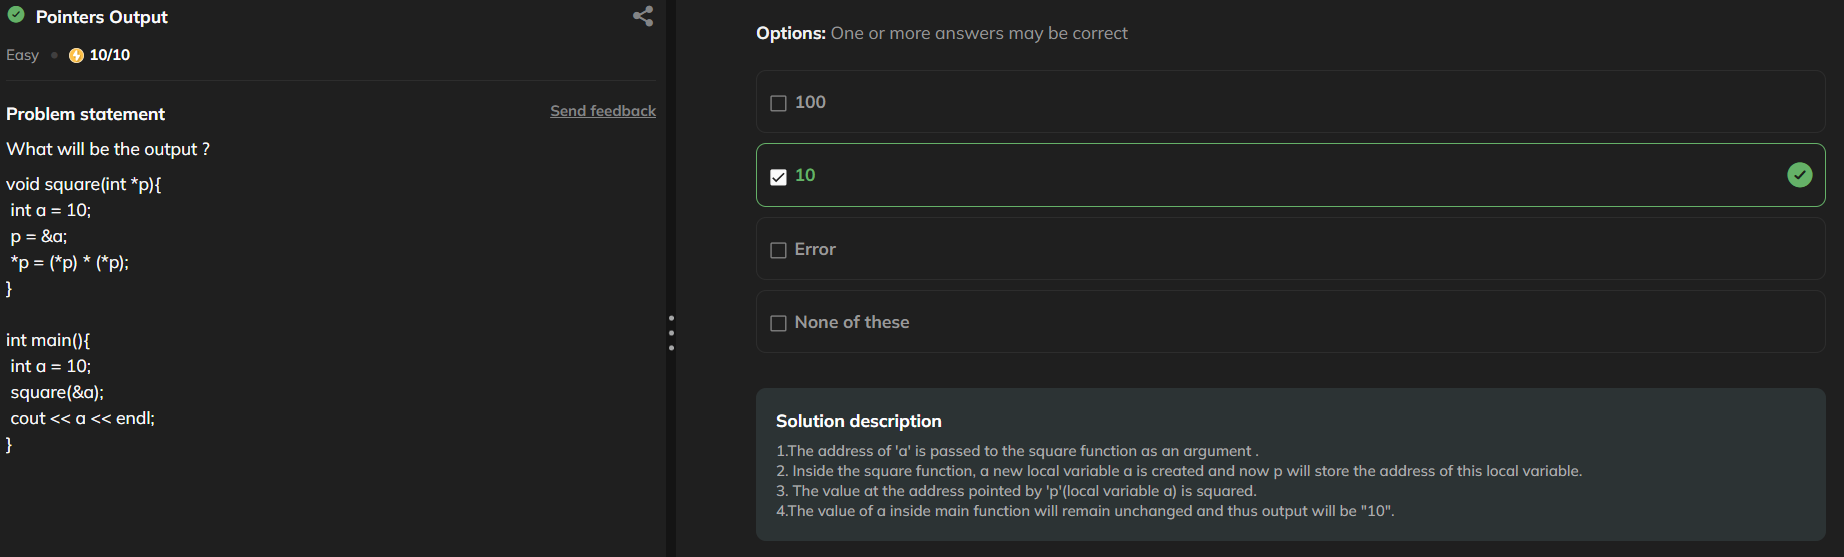 Pointers Output
Easy • 10/10
Problem statement
Send feedback
What will be the output ?
void square(int *p){
int a = 10;
p = &a;
*p = (*p) * (*p);
}
int main(){
int a = 10;
square(&a);
cout << a << endl;
}
Options: One or more answers may be correct
100
10
Error
None of these
Solution description
1.The address of 'a' is passed to the square function as an argument .
2. Inside the square function, a new local variable a is created and now p will store the address of this local variable.
3. The value at the address pointed by 'p'(local variable a) is squared.
4.The value of a inside main function will remain unchanged and thus output will be "10".